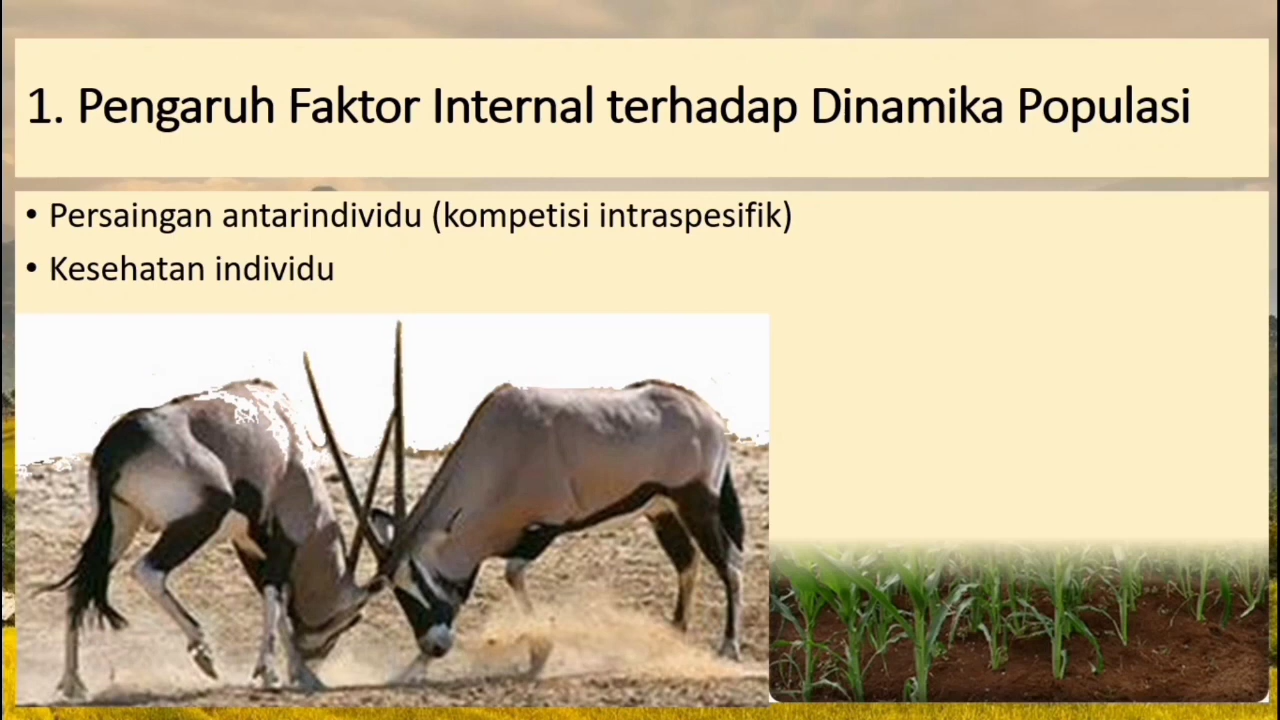 1. Pengaruh Faktor Internal terhadap Dinamika Populasi
• Persaingan antarindividu (kompetisi intraspesifik)
• Kesehatan individu